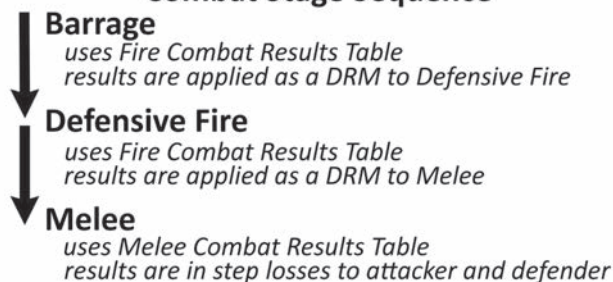 Combat Stage Sequence
Barrage
uses Fire Combat Results Table
results are applied as a DRM to Defensive Fire
Defensive Fire
uses Fire Combat Results Table
results are applied as a DRM to Melee
Melee
uses Melee Combat Results Table
results are in step losses to attacker and defender